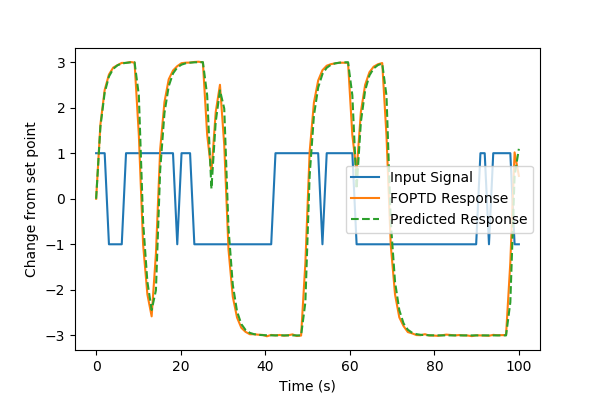 Change from set point
3
2
1
0
−1
−2
−3
Input Signal
FOPTD Response
Predicted Response
0 20 40 60 80 100
Time (s)